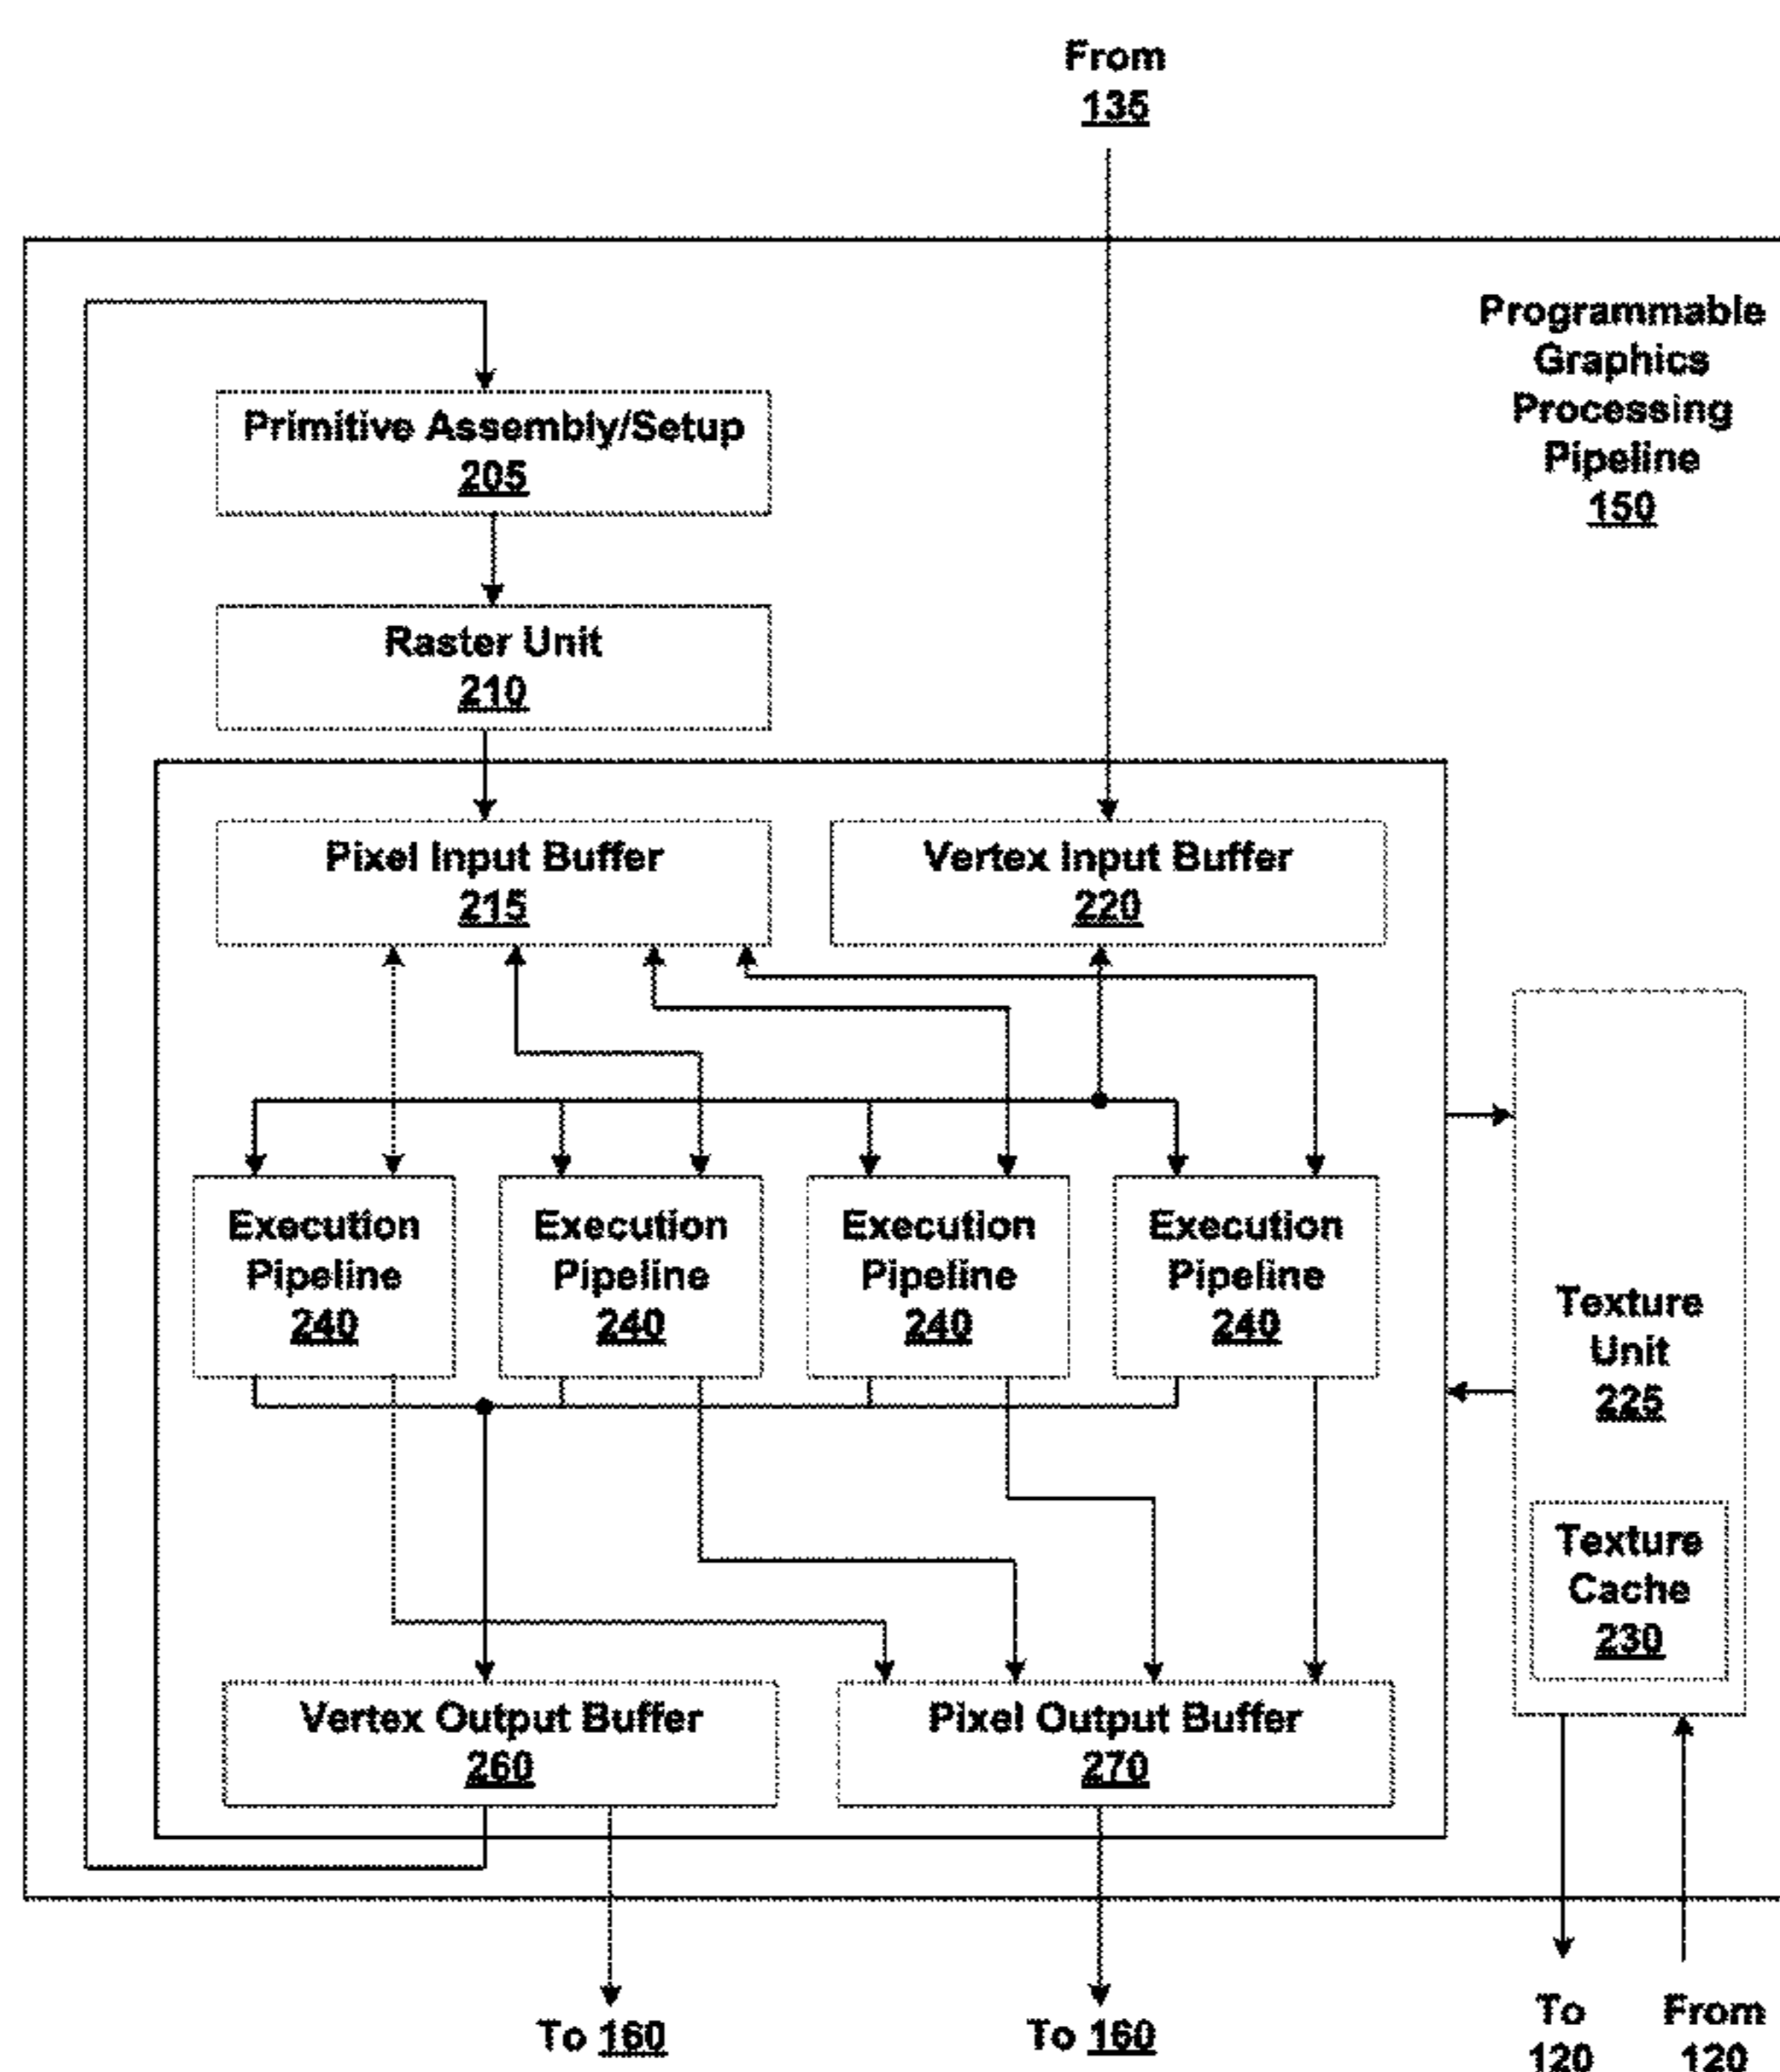 From
135
Programmable
Graphics
Processing
Pipeline
150
Primitive Assembly/Setup
205
Raster Unit
210
Pixel Input Buffer
215
Vertex Input Buffer
220
Execution
Pipeline
240
Execution
Pipeline
240
Execution
Pipeline
240
Execution
Pipeline
240
Texture
Unit
225
Texture
Cache
230
Vertex Output Buffer
260
Pixel Output Buffer
270
To 160
To 160
To
120
From
120